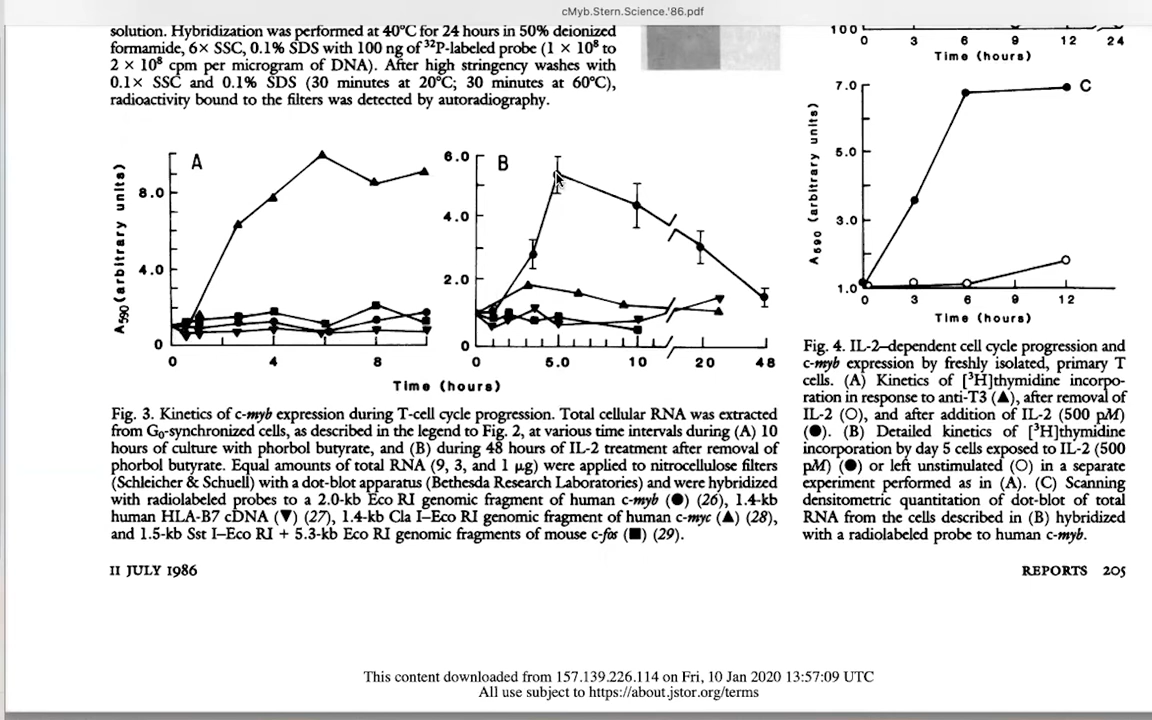 cMyb.Stern.Science.'86.pdf
solution. Hybridization was performed at 40°C for 24 hours in 50% deionized
formamide, 6× SSC, 0.1% SDS with 100 ng of ³²P-labeled probe (1 × 10⁸ to
2 × 10⁸ cpm per microgram of DNA). After high stringency washes with
0.1× SSC and 0.1% SDS (30 minutes at 20°C; 30 minutes at 60°C),
radioactivity bound to the filters was detected by autoradiography.
A
A590 (arbitrary units)
8.0
4.0
0
0 4 8
B
6.0
4.0
2.0
0
0 5.0 10 20 48
Time (hours)
Fig. 3. Kinetics of c-myb expression during T-cell cycle progression. Total cellular RNA was extracted
from G₀-synchronized cells, as described in the legend to Fig. 2, at various time intervals during (A) 10
hours of culture with phorbol butyrate, and (B) during 48 hours of IL-2 treatment after removal of
phorbol butyrate. Equal amounts of total RNA (9, 3, and 1 μg) were applied to nitrocellulose filters
(Schleicher & Schuell) with a dot-blot apparatus (Bethesda Research Laboratories) and were hybridized
with radiolabeled probes to a 2.0-kb Eco RI genomic fragment of human c-myb (●) (26), 1.4-kb
human HLA-B7 cDNA (▼) (27), 1.4-kb Cla I–Eco RI genomic fragment of human c-myc (▲) (28),
and 1.5-kb Sst I–Eco RI + 5.3-kb Eco RI genomic fragments of mouse c-fos (■) (29).
100
0 3 6 9 12 24
Time (hours)
C
A590 (arbitrary units)
7.0
5.0
3.0
1.0
0 3 6 9 12
Time (hours)
Fig. 4. IL-2–dependent cell cycle progression and
c-myb expression by freshly isolated, primary T
cells. (A) Kinetics of [³H]thymidine incorpo-
ration in response to anti-T3 (▲), after removal of
IL-2 (○), and after addition of IL-2 (500 pM)
(●). (B) Detailed kinetics of [³H]thymidine
incorporation by day 5 cells exposed to IL-2 (500
pM) (●) or left unstimulated (○) in a separate
experiment performed as in (A). (C) Scanning
densitometric quantitation of dot-blot of total
RNA from the cells described in (B) hybridized
with a radiolabeled probe to human c-myb.
11 JULY 1986
REPORTS 205
This content downloaded from 157.139.226.114 on Fri, 10 Jan 2020 13:57:09 UTC
All use subject to https://about.jstor.org/terms